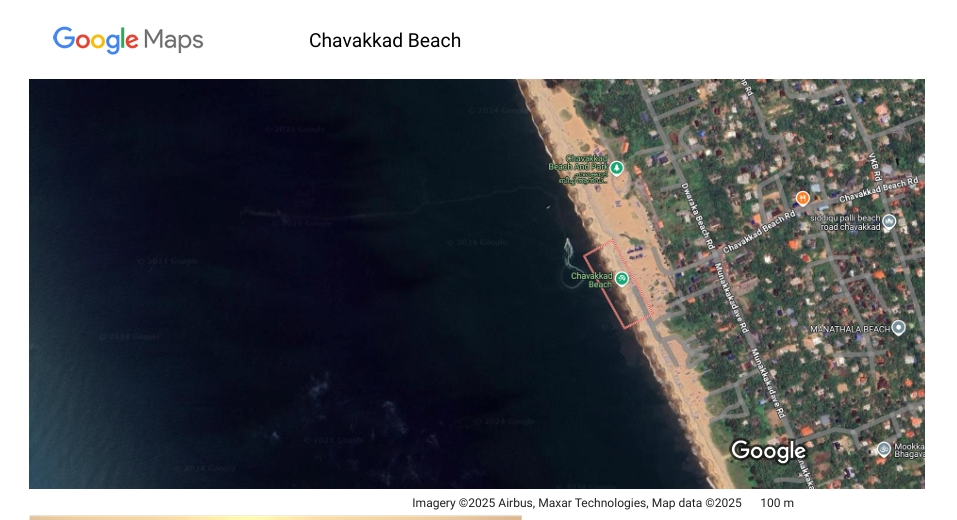 Google Maps
Chavakkad Beach
© 2024 Google
Chavakkad
Beach And Park
Dwaraka Beach Rd
VKB Rd
Chavakkad Beach Rd
Chavakkad Beach Rd
siddiqu palli beach
road chavakkad
Chavakkad
Beach
Munakkakadave Rd
MANATHALA BEACH
Munakkakadave Rd
Google
Mookka
Bhagava
Imagery ©2025 Airbus, Maxar Technologies, Map data ©2025
100 m